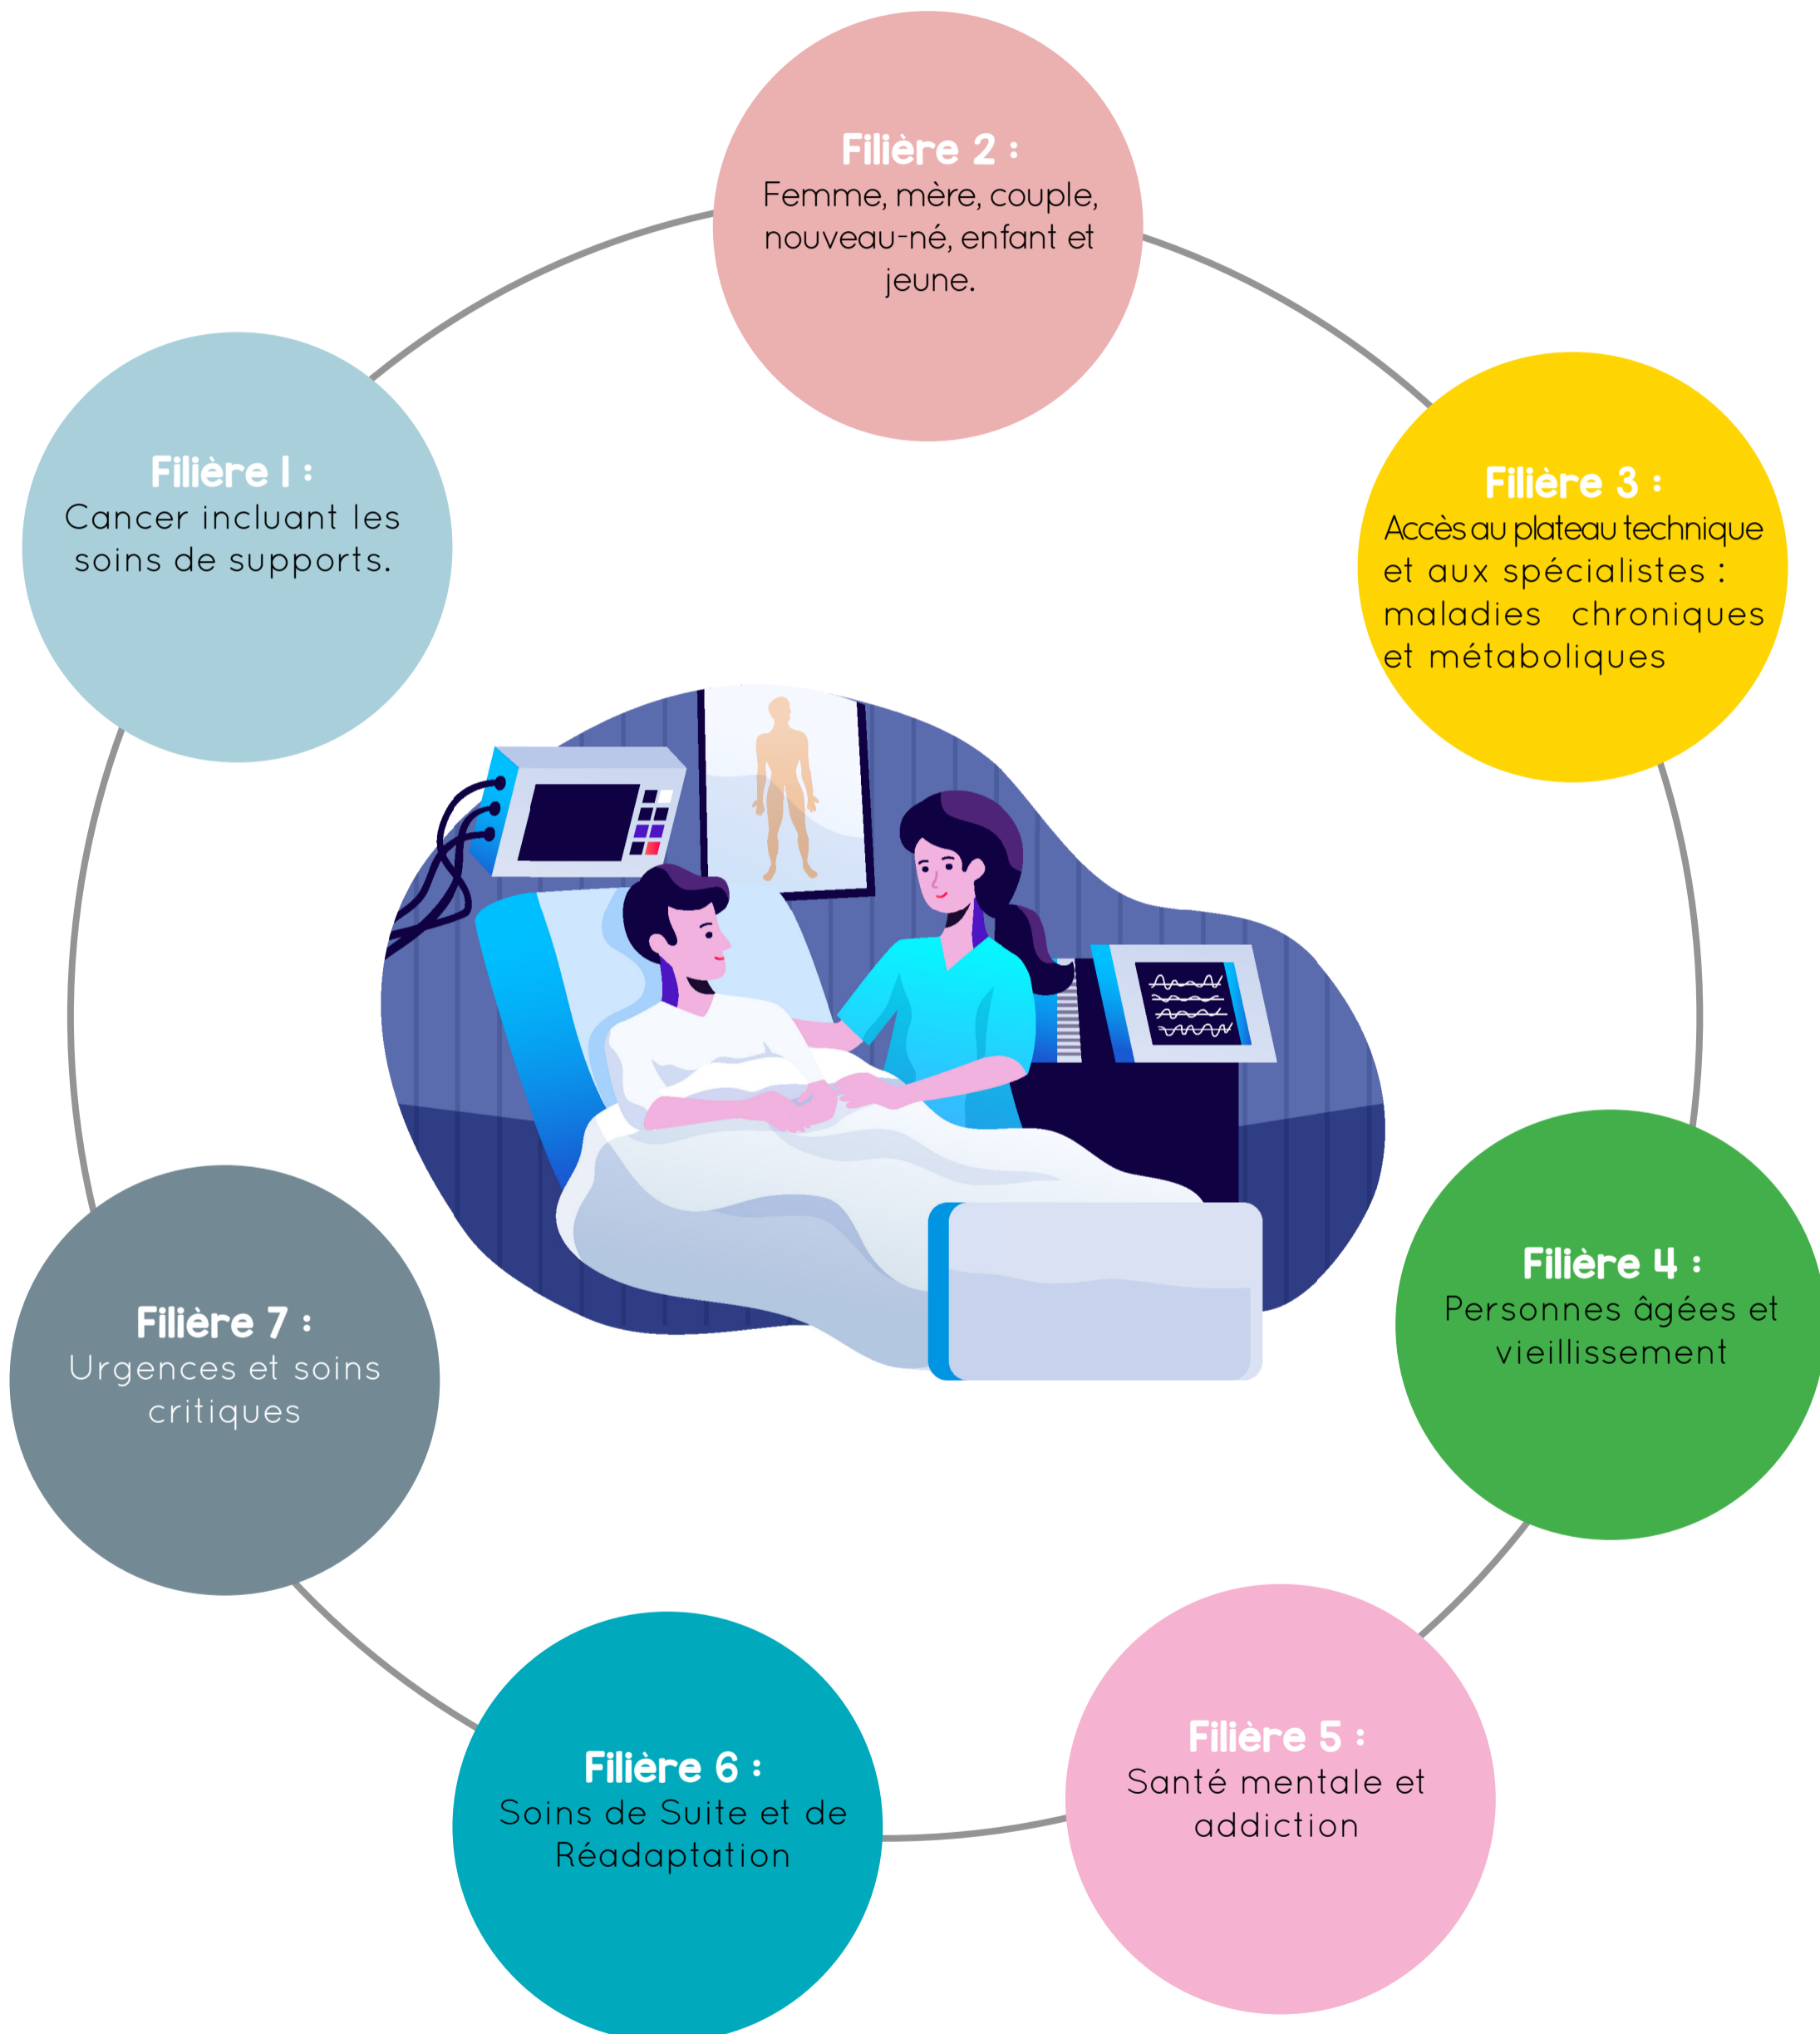 Filière 1 :
Cancer incluant les
soins de supports.
Filière 2 :
Femme, mère, couple,
nouveau-né, enfant et
jeune.
Filière 3 :
Accès au plateau technique
et aux spécialistes :
maladies chroniques
et métaboliques
Filière 4 :
Personnes âgées et
vieillissement
Filière 5 :
Santé mentale et
addiction
Filière 6 :
Soins de Suite et de
Réadaptation
Filière 7 :
Urgences et soins
critiques